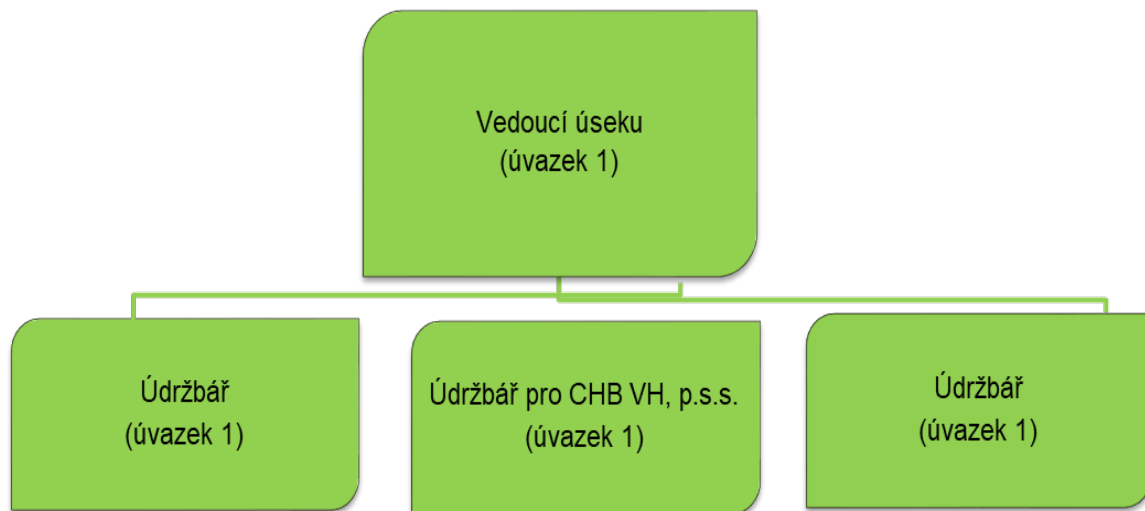 Vedoucí úseku
(úvazek 1)
Údržbář
(úvazek 1)
Údržbář pro CHB VH, p.s.s.
(úvazek 1)
Údržbář
(úvazek 1)